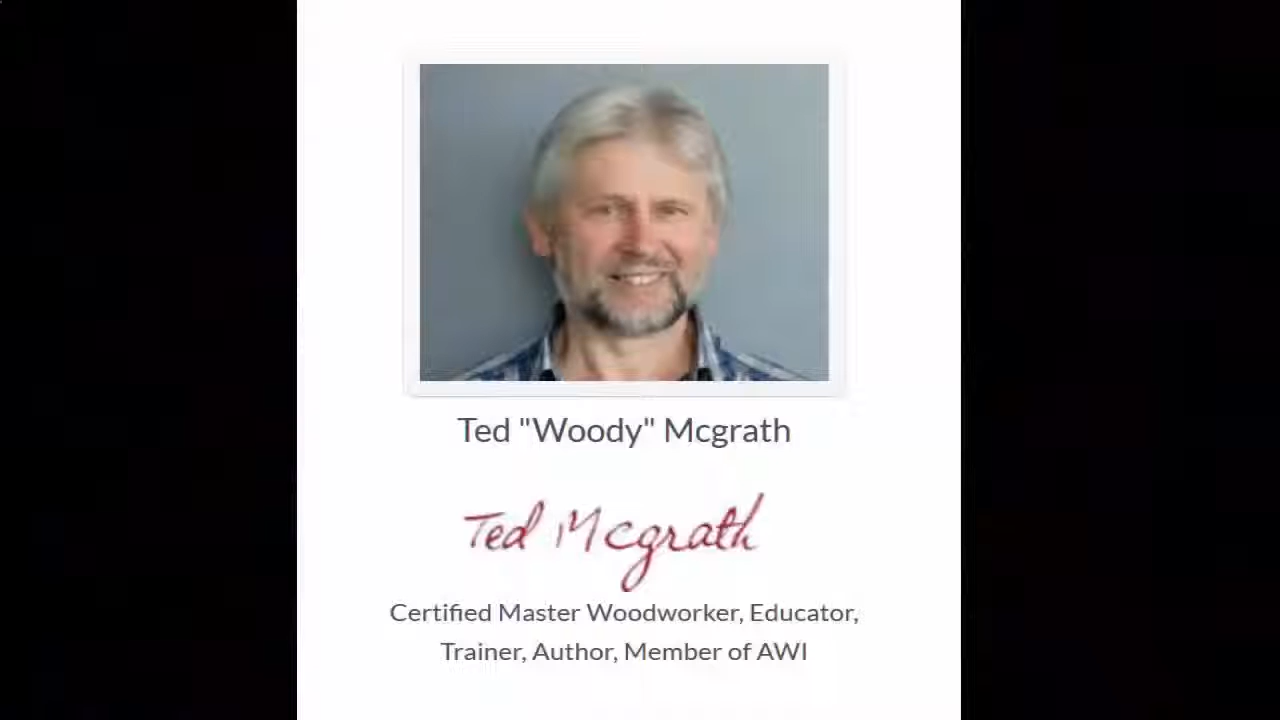 Ted "Woody" Mcgrath
Ted Mcgrath
Certified Master Woodworker, Educator,
Trainer, Author, Member of AWI